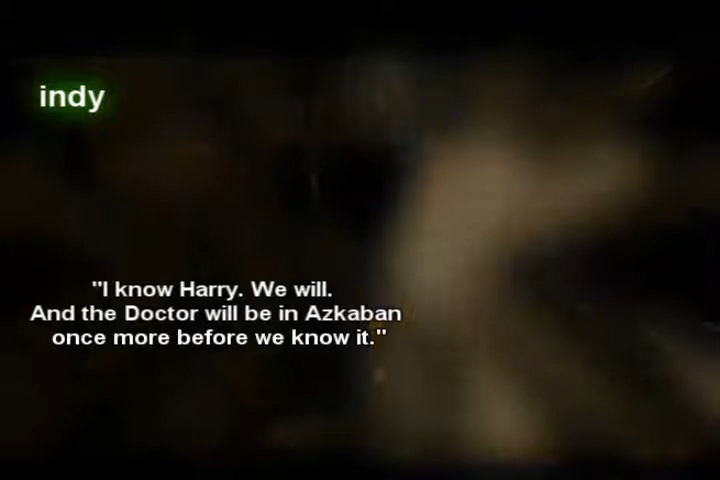 indy
"I know Harry. We will.
And the Doctor will be in Azkaban
once more before we know it."